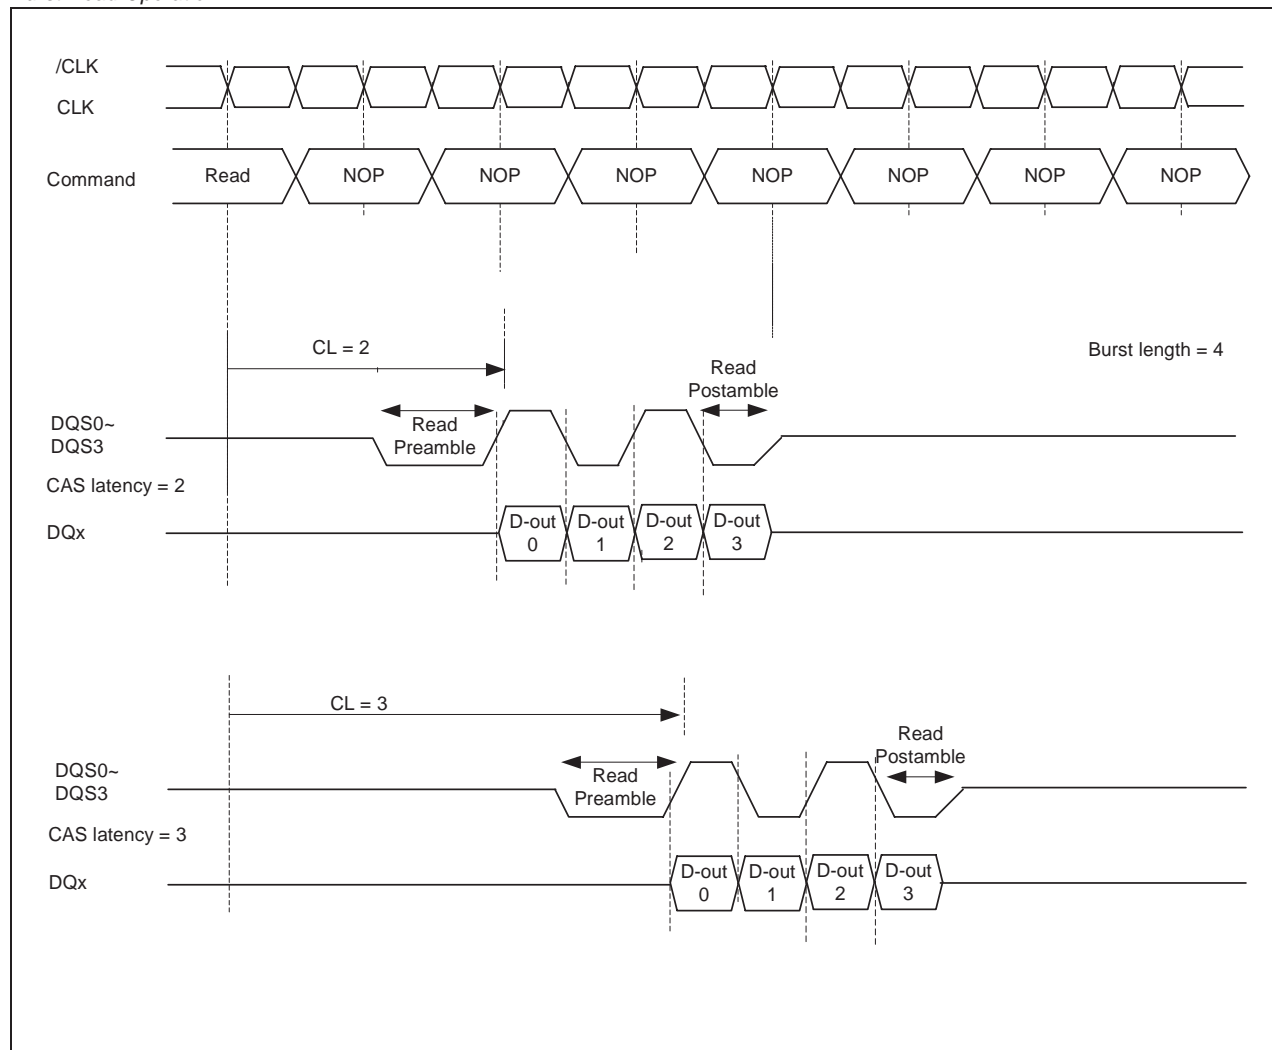 /CLK
CLK
Command
Read
NOP
NOP
NOP
NOP
NOP
NOP
NOP
CL = 2
Burst length = 4
Read
Postamble
DQS0~
DQS3
Read
Preamble
CAS latency = 2
DQx
D-out
0
D-out
1
D-out
2
D-out
3
CL = 3
Read
Postamble
DQS0~
DQS3
Read
Preamble
CAS latency = 3
DQx
D-out
0
D-out
1
D-out
2
D-out
3